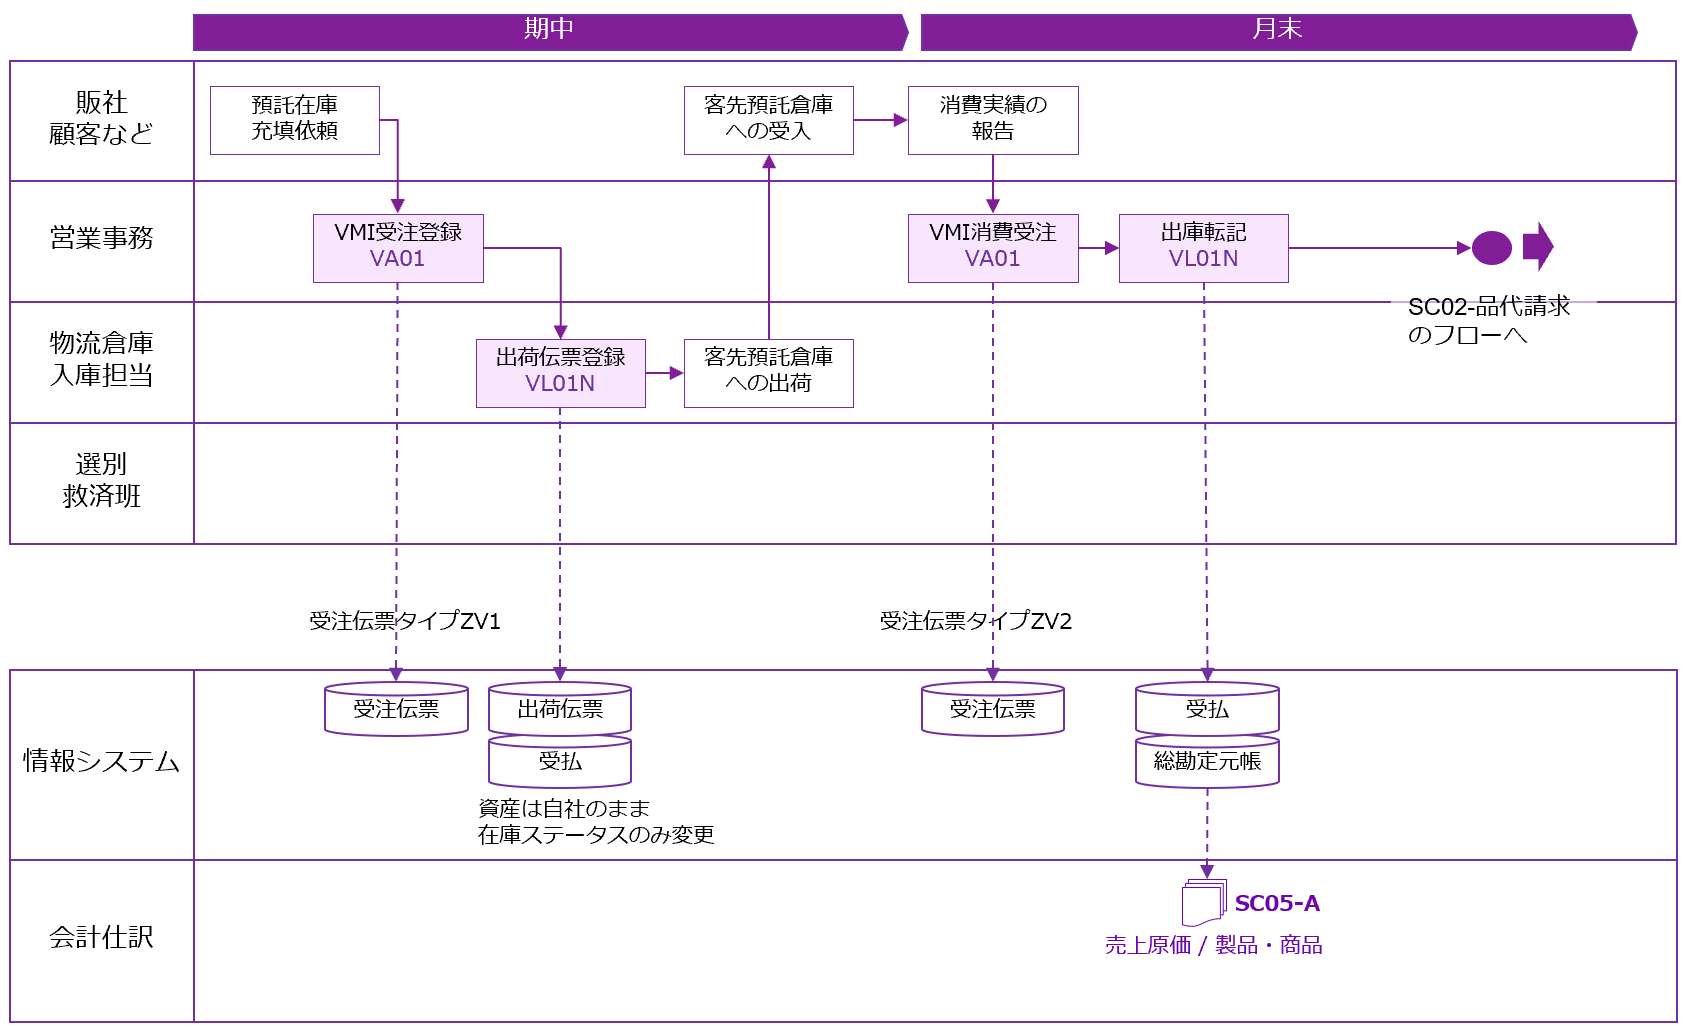 期中
月末
販社
顧客など
預託在庫
充填依頼
客先預託倉庫
への受入
消費実績の
報告
営業事務
VMI受注登録
VA01
VMI消費受注
VA01
出庫転記
VL01N
SC02-品代請求
のフローへ
物流倉庫
入庫担当
出荷伝票登録
VL01N
客先預託倉庫
への出荷
選別
救済班
受注伝票タイプZV1
受注伝票タイプZV2
情報システム
受注伝票
出荷伝票
受払
資産は自社のまま
在庫ステータスのみ変更
受注伝票
受払
総勘定元帳
会計仕訳
SC05-A
売上原価 / 製品・商品